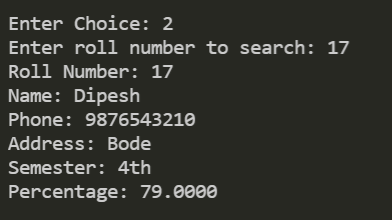 Enter Choice: 2
Enter roll number to search: 17
Roll Number: 17
Name: Dipesh
Phone: 9876543210
Address: Bode
Semester: 4th
Percentage: 79.0000